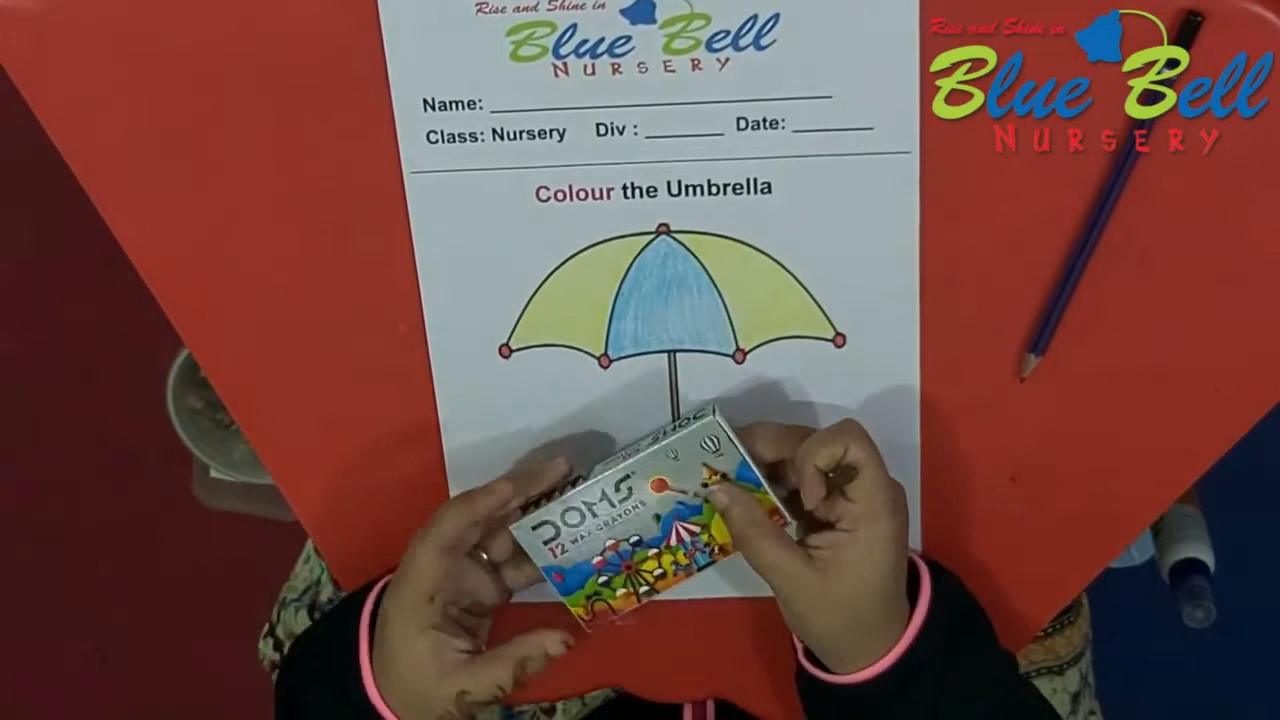 Rise and Shine in
Blue Bell
NURSERY
Name:
Class: Nursery Div : Date:
Colour the Umbrella
DOMS
DOMS
12 WAX CRAYONS
Rise and Shine in
Blue Bell
NURSERY